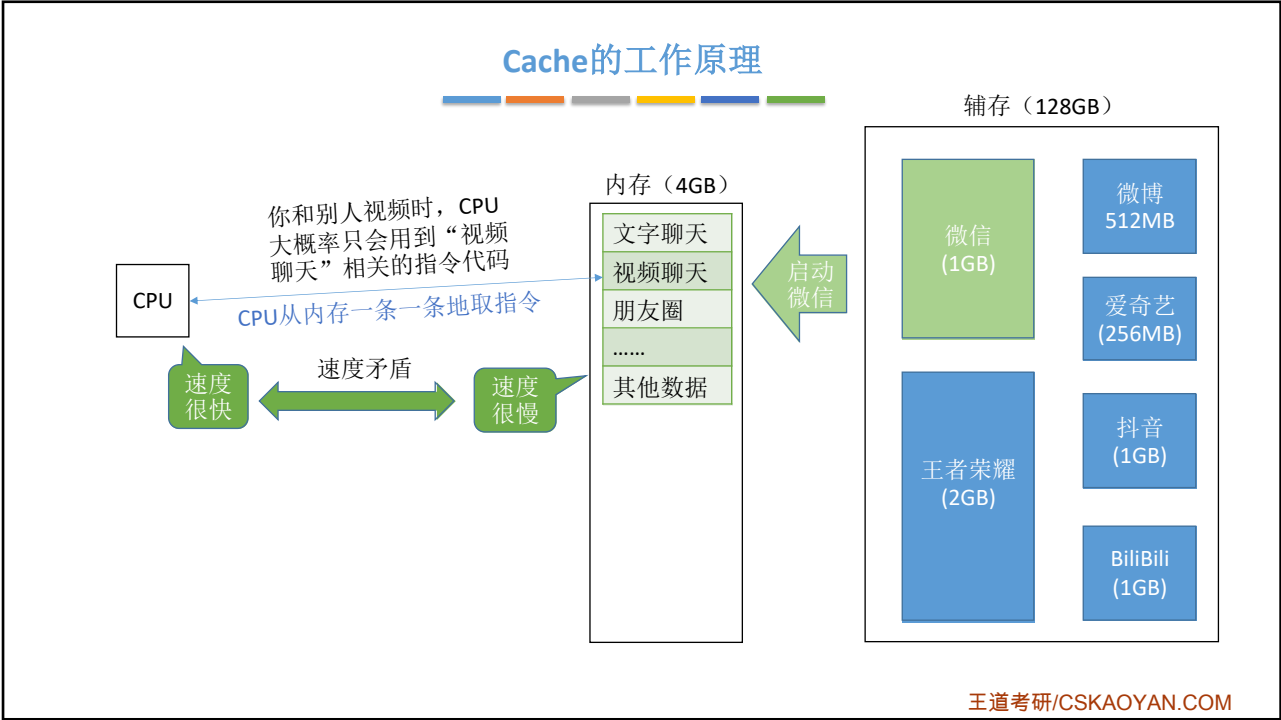 Cache的工作原理
辅存（128GB）
内存（4GB）
你和别人视频时，CPU
大概率只会用到“视频
聊天”相关的指令代码
CPU
CPU从内存一条一条地取指令
速度
很快
速度矛盾
速度
很慢
文字聊天
视频聊天
朋友圈
......
其他数据
启动
微信
微信
(1GB)
王者荣耀
(2GB)
微博
512MB
爱奇艺
(256MB)
抖音
(1GB)
BiliBili
(1GB)
王道考研/CSKAOYAN.COM